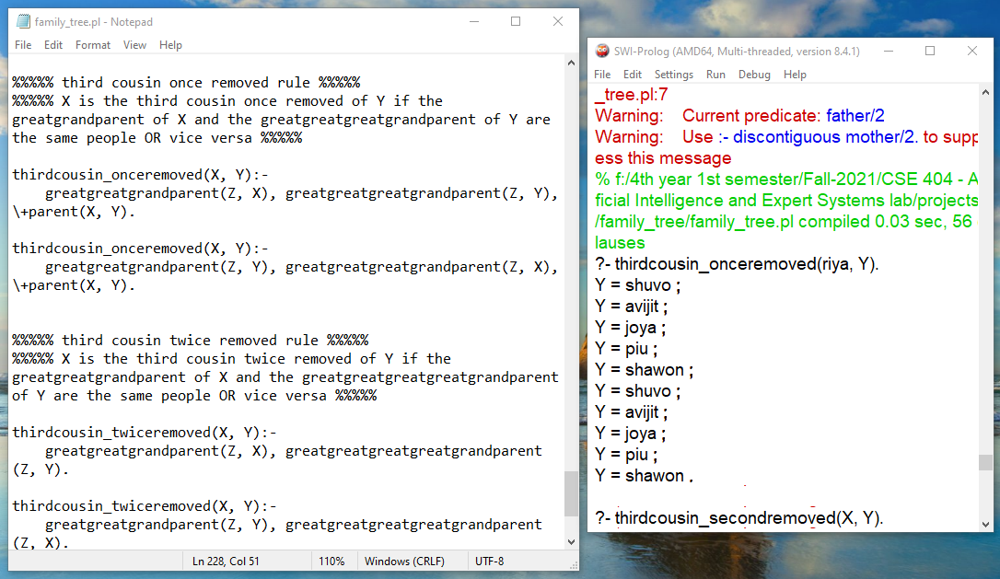 family_tree.pl - Notepad
File Edit Format View Help
%%%%% third cousin once removed rule %%%%%
%%%%% X is the third cousin once removed of Y if the
greatgrandparent of X and the greatgreatgreatgrandparent of Y are
the same people OR vice versa %%%%%
thirdcousin_onceremoved(X, Y):-
greatgreatgrandparent(Z, X), greatgreatgreatgrandparent(Z, Y),
\+parent(X, Y).
thirdcousin_onceremoved(X, Y):-
greatgreatgrandparent(Z, Y), greatgreatgreatgrandparent(Z, X),
\+parent(X, Y).
%%%%% third cousin twice removed rule %%%%%
%%%%% X is the third cousin twice removed of Y if the
greatgreatgrandparent of X and the greatgreatgreatgreatgrandparent
of Y are the same people OR vice versa %%%%%
thirdcousin_twiceremoved(X, Y):-
greatgreatgrandparent(Z, X), greatgreatgreatgreatgrandparent
(Z, Y).
thirdcousin_twiceremoved(X, Y):-
greatgreatgrandparent(Z, Y), greatgreatgreatgreatgrandparent
(Z, X).
Ln 228, Col 51 110% Windows (CRLF) UTF-8
SWI-Prolog (AMD64, Multi-threaded, version 8.4.1)
File Edit Settings Run Debug Help
_tree.pl:7
Warning: Current predicate: father/2
Warning: Use :- discontiguous mother/2. to supp
ess this message
% f:/4th year 1st semester/Fall-2021/CSE 404 - A
ficial Intelligence and Expert Systems lab/projects
/family_tree/family_tree.pl compiled 0.03 sec, 56
lauses
?- thirdcousin_onceremoved(riya, Y).
Y = shuvo ;
Y = avijit ;
Y = joya ;
Y = piu ;
Y = shawon ;
Y = shuvo ;
Y = avijit ;
Y = joya ;
Y = piu ;
Y = shawon .
?- thirdcousin_secondremoved(X, Y).